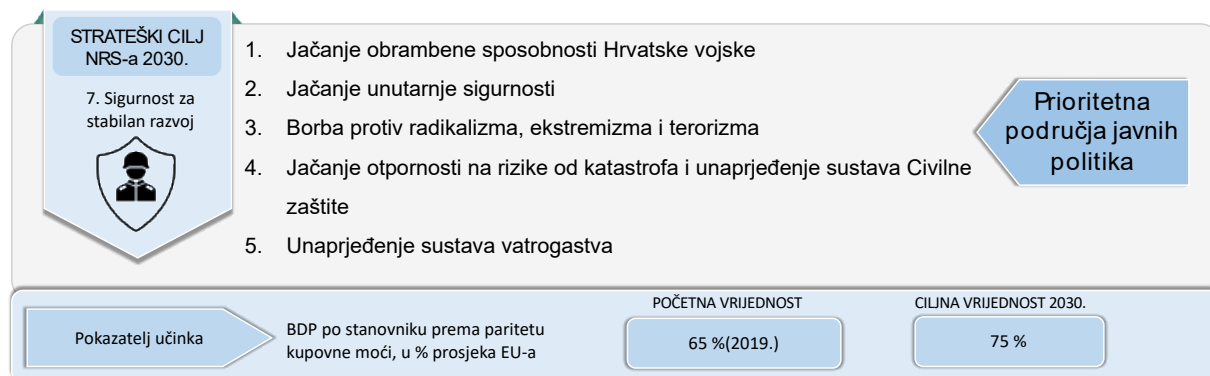 STRATEŠKI CILJ
NRS-a 2030.
7. Sigurnost za
stabilan razvoj
1. Jačanje obrambene sposobnosti Hrvatske vojske
2. Jačanje unutarnje sigurnosti
3. Borba protiv radikalizma, ekstremizma i terorizma
4. Jačanje otpornosti na rizike od katastrofa i unaprjeđenje sustava Civilne
zaštite
5. Unaprjeđenje sustava vatrogastva
Prioritetna
područja javnih
politika
Pokazatelj učinka
BDP po stanovniku prema paritetu
kupovne moći, u % prosjeka EU-a
POČETNA VRIJEDNOST
65 %(2019.)
CILJNA VRIJEDNOST 2030.
75 %